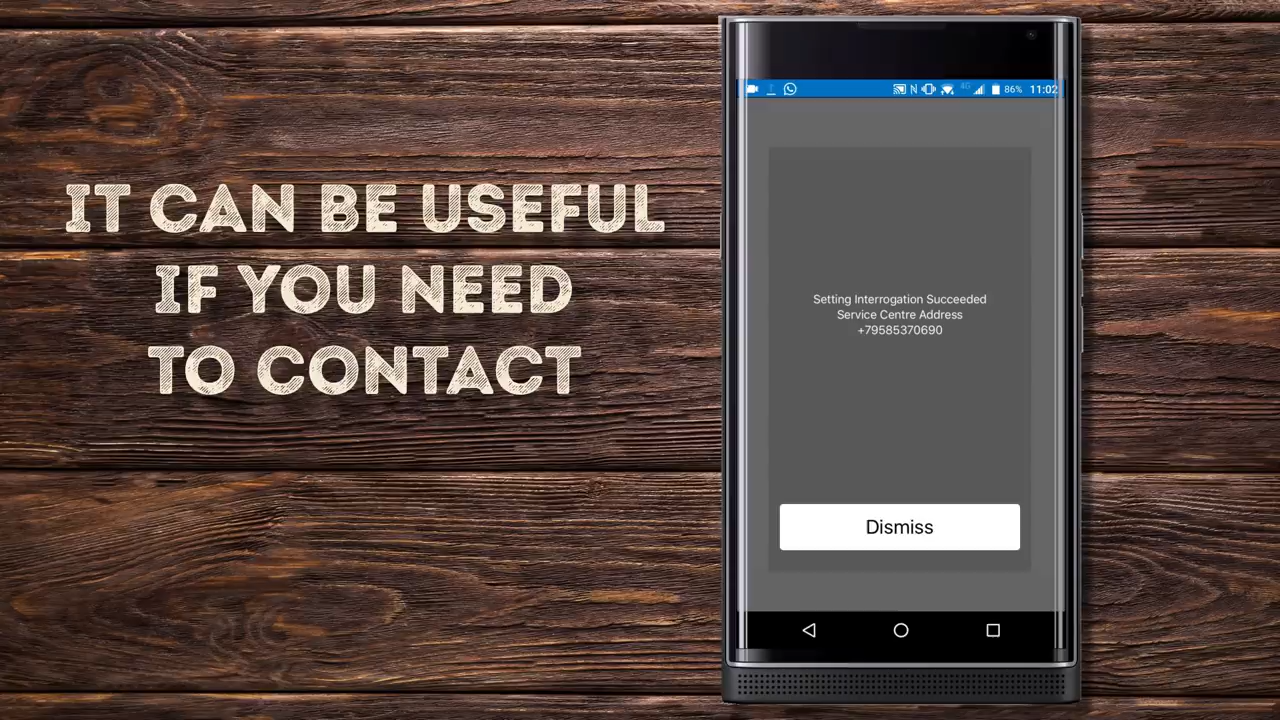 IT CAN BE USEFUL
IF YOU NEED
TO CONTACT
4G 86% 11:02
Setting Interrogation Succeeded
Service Centre Address
+79585370690
Dismiss